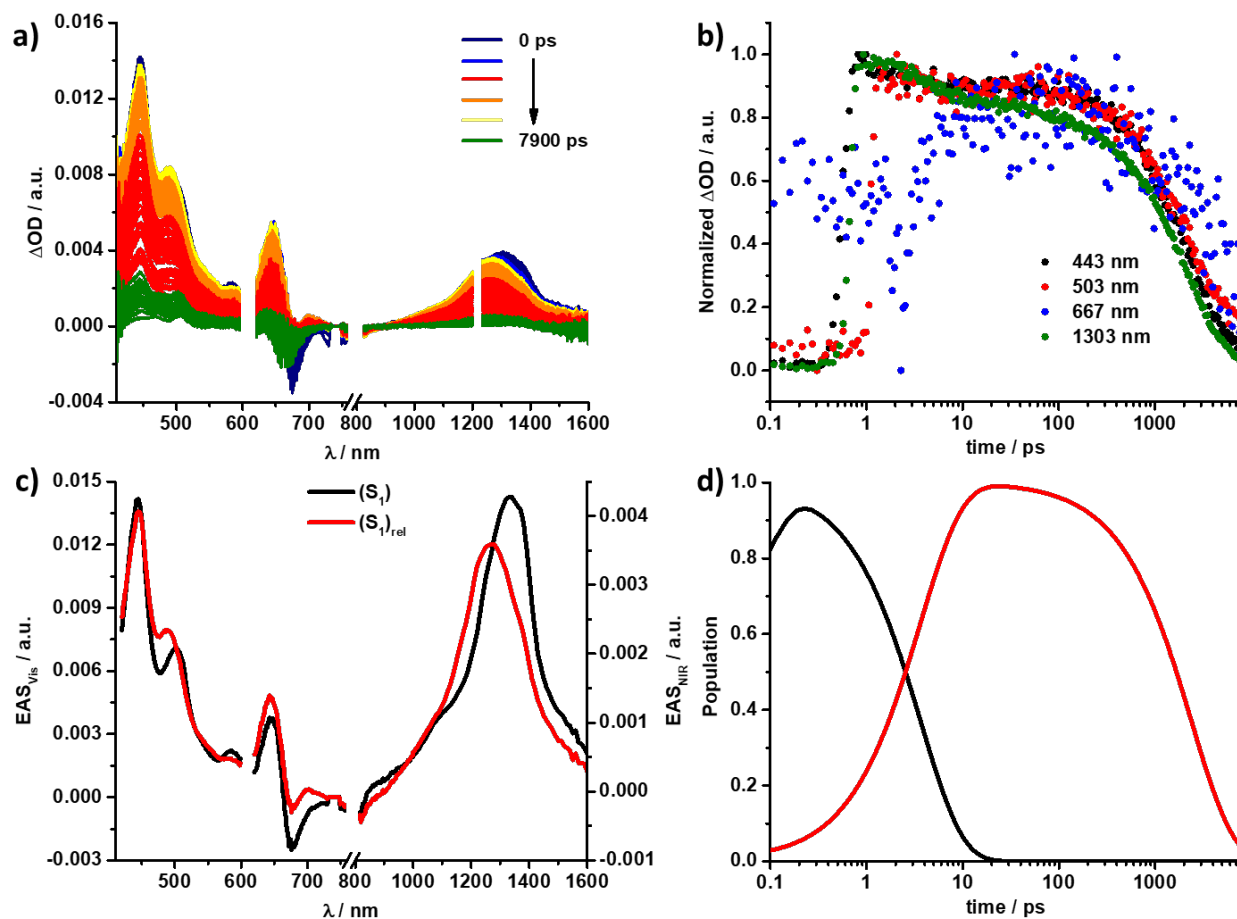 a)
0.016
0.012
0.008
0.004
0.000
-0.004
ΔOD / a.u.
0 ps
7900 ps
500 600 700 800 1000 1200 1400 1600
λ / nm
b)
1.0
0.8
0.6
0.4
0.2
0.0
Normalized ΔOD / a.u.
443 nm
503 nm
667 nm
1303 nm
0.1 1 10 100 1000
time / ps
c)
0.015
0.012
0.009
0.006
0.003
0.000
-0.003
EAS_Vis / a.u.
(S₁)
(S₁)rel
0.004
0.003
0.002
0.001
0.000
-0.001
EAS_NIR / a.u.
500 600 700 800 1000 1200 1400 1600
λ / nm
d)
1.0
0.8
0.6
0.4
0.2
0.0
Population
0.1 1 10 100 1000
time / ps